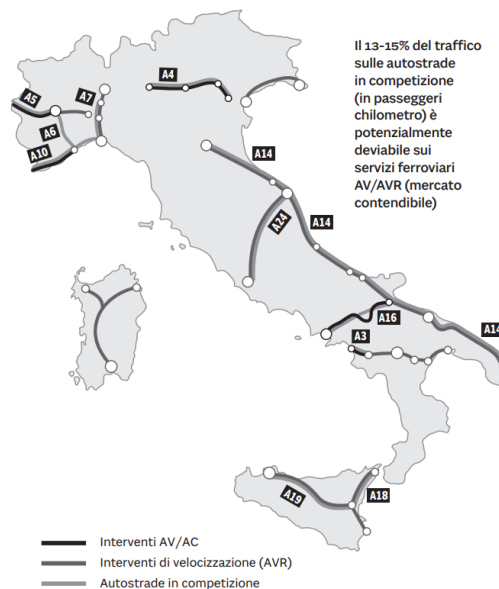 Il 13-15% del traffico
sulle autostrade
in competizione
(in passeggeri
chilometro) è
potenzialmente
deviabile sui
servizi ferroviari
AV/AVR (mercato
contendibile)
A4
A5
A7
A6
A10
A14
A24
A14
A16
A14
A3
A19
A18
Interventi AV/AC
Interventi di velocizzazione (AVR)
Autostrade in competizione